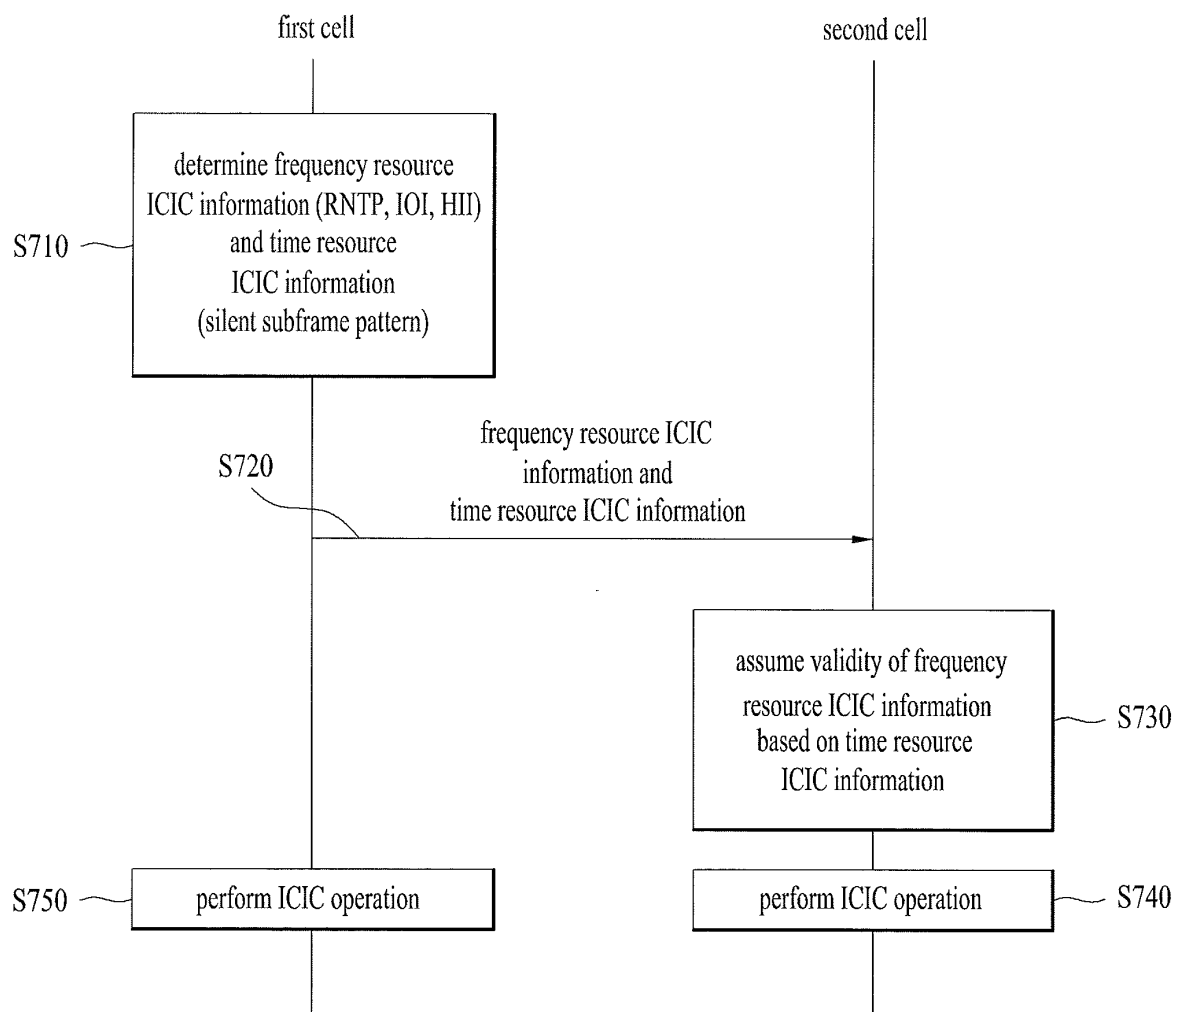 first cell
second cell
determine frequency resource
ICIC information (RNTP, IOI, HII)
and time resource
ICIC information
(silent subframe pattern)
S710
frequency resource ICIC
information and
time resource ICIC information
S720
assume validity of frequency
resource ICIC information
based on time resource
ICIC information
S730
S750
perform ICIC operation
perform ICIC operation
S740